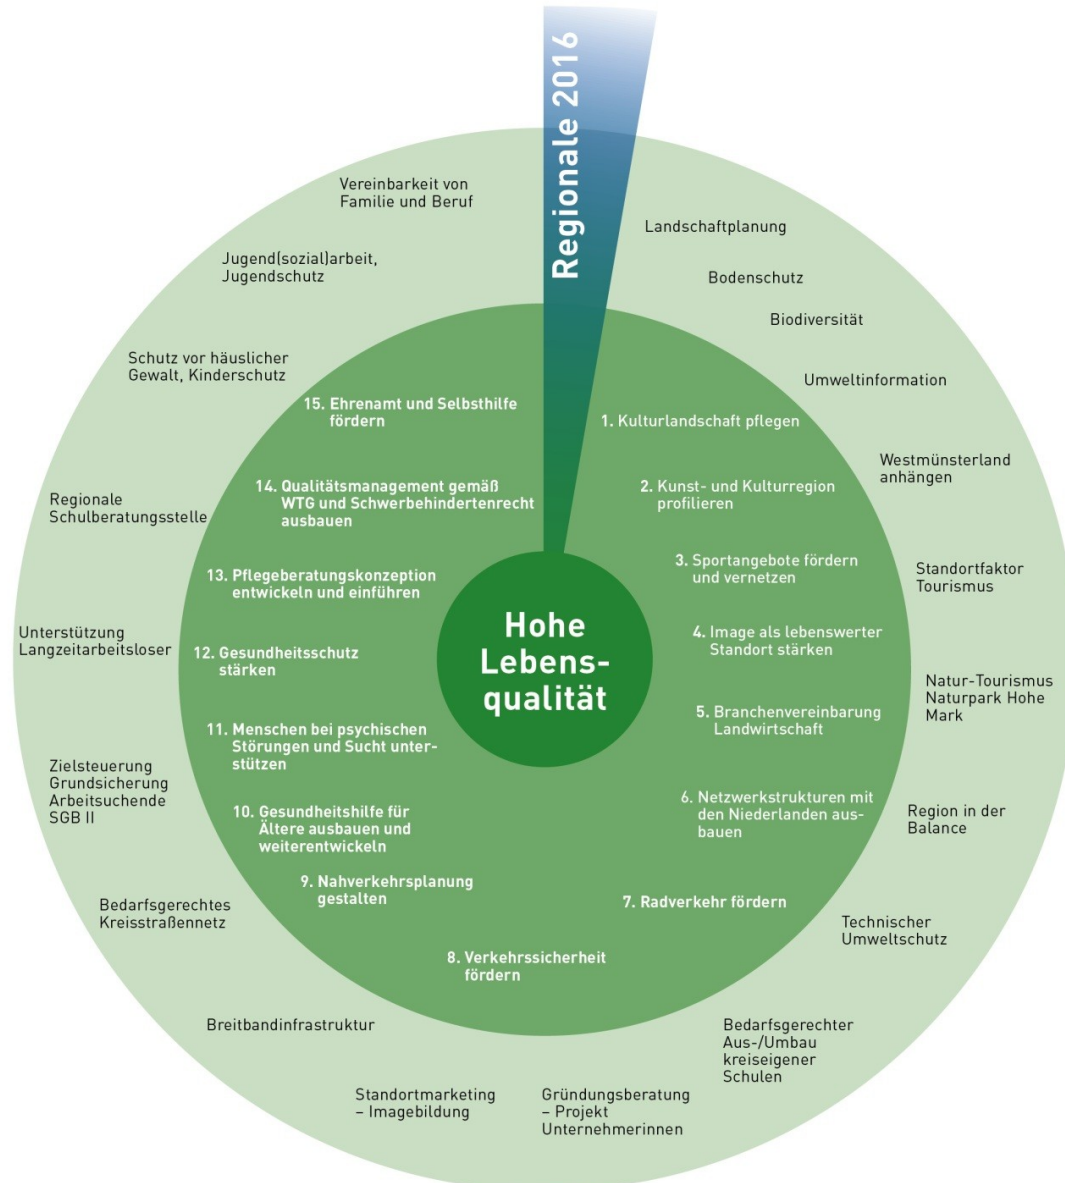 Regionale 2016
Vereinbarkeit von
Familie und Beruf
Jugend(sozial)arbeit,
Jugendschutz
Schutz vor häuslicher
Gewalt, Kinderschutz
Regionale
Schulberatungsstelle
Unterstützung
Langzeitarbeitsloser
Zielsteuerung
Grundsicherung
Arbeitsuchende
SGB II
Bedarfsgerechtes
Kreisstraßennetz
Breitbandinfrastruktur
Standortmarketing
– Imagebildung
Gründungsberatung
– Projekt
Unternehmerinnen
Bedarfsgerechter
Aus-/Umbau
kreiseigener
Schulen
Technischer
Umweltschutz
Region in der
Balance
Natur-Tourismus
Naturpark Hohe
Mark
Standortfaktor
Tourismus
Westmünsterland
anhängen
Umweltinformation
Biodiversität
Bodenschutz
Landschaftplanung
1. Kulturlandschaft pflegen
2. Kunst- und Kulturregion
profilieren
3. Sportangebote fördern
und vernetzen
4. Image als lebenswerter
Standort stärken
5. Branchenvereinbarung
Landwirtschaft
6. Netzwerkstrukturen mit
den Niederlanden aus-
bauen
7. Radverkehr fördern
8. Verkehrssicherheit
fördern
9. Nahverkehrsplanung
gestalten
10. Gesundheitshilfe für
Ältere ausbauen und
weiterentwickeln
11. Menschen bei psychischen
Störungen und Sucht unter-
stützen
12. Gesundheitsschutz
stärken
13. Pflegeberatungskonzeption
entwickeln und einführen
14. Qualitätsmanagement gemäß
WTG und Schwerbehindertenrecht
ausbauen
15. Ehrenamt und Selbsthilfe
fördern
Hohe
Lebens-
qualität